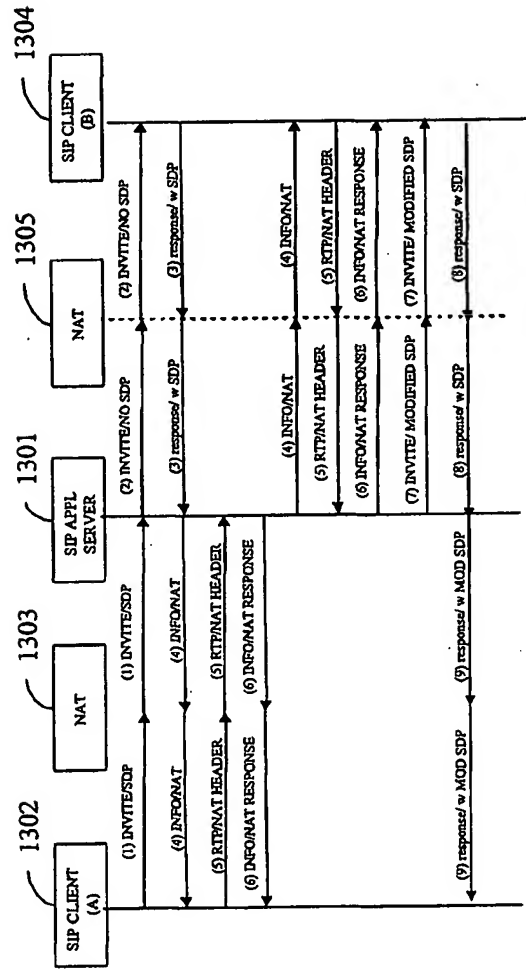 1302
1303
1301
1305
1304
SIP CLIENT
(A)
NAT
SIP APPL
SERVER
NAT
SIP CLIENT
(B)
(1) INVITE/SDP
(1) INVITE/SDP
(2) INVITE/NO SDP
(2) INVITE/NO SDP
(4) INFO/NAT
(4) INFO/NAT
(3) response/ w SDP
(3) response/ w SDP
(5) RTP/NAT HEADER
(5) RTP/NAT HEADER
(6) INFO/NAT RESPONSE
(6) INFO/NAT RESPONSE
(4) INFO/NAT
(4) INFO/NAT
(5) RTP/NAT HEADER
(5) RTP/NAT HEADER
(6) INFO/NAT RESPONSE
(6) INFO/NAT RESPONSE
(7) INVITE/ MODIFIED SDP
(7) INVITE/ MODIFIED SDP
(9) response/ w MOD SDP
(9) response/ w MOD SDP
(8) response/ w SDP
(8) response/ w SDP